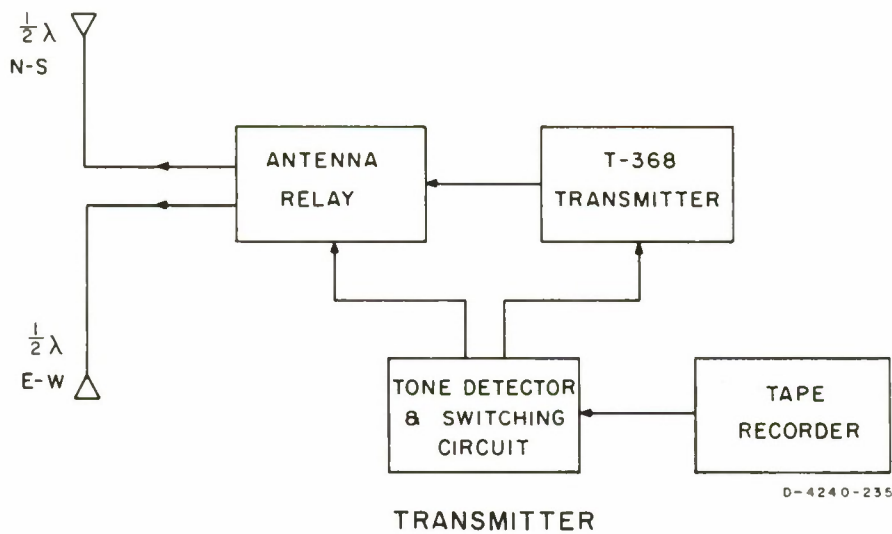 ½ λ
N-S
ANTENNA
RELAY
T-368
TRANSMITTER
½ λ
E-W
TONE DETECTOR
& SWITCHING
CIRCUIT
TAPE
RECORDER
D-4240-235
TRANSMITTER